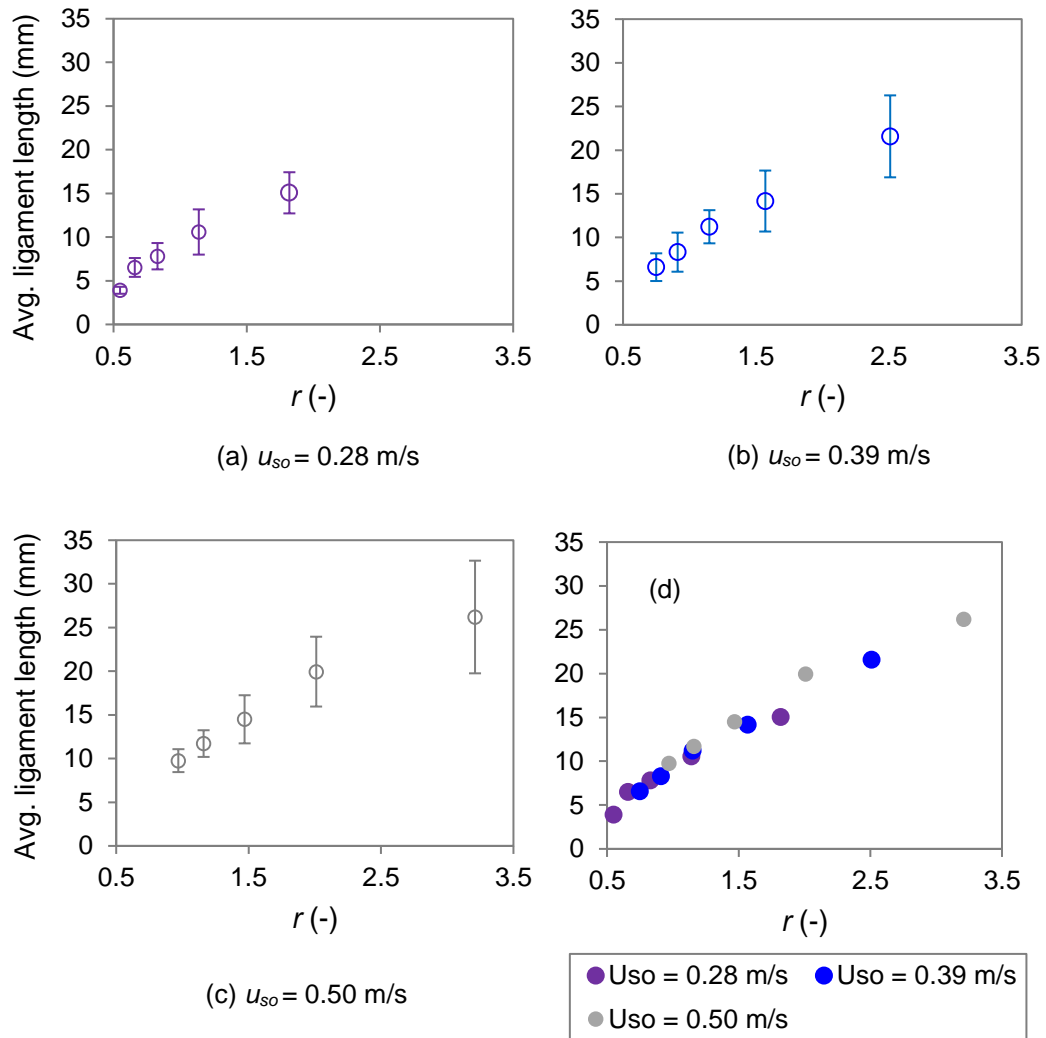 Avg. ligament length (mm)
35
30
25
20
15
10
5
0
0.5 1.5 2.5 3.5
r (-)
(a) uso = 0.28 m/s
35
30
25
20
15
10
5
0
0.5 1.5 2.5 3.5
r (-)
(b) uso = 0.39 m/s
Avg. ligament length (mm)
35
30
25
20
15
10
5
0
0.5 1.5 2.5 3.5
r (-)
(c) uso = 0.50 m/s
35
30
25
20
15
10
5
0
(d)
0.5 1.5 2.5 3.5
r (-)
Uso = 0.28 m/s Uso = 0.39 m/s
Uso = 0.50 m/s